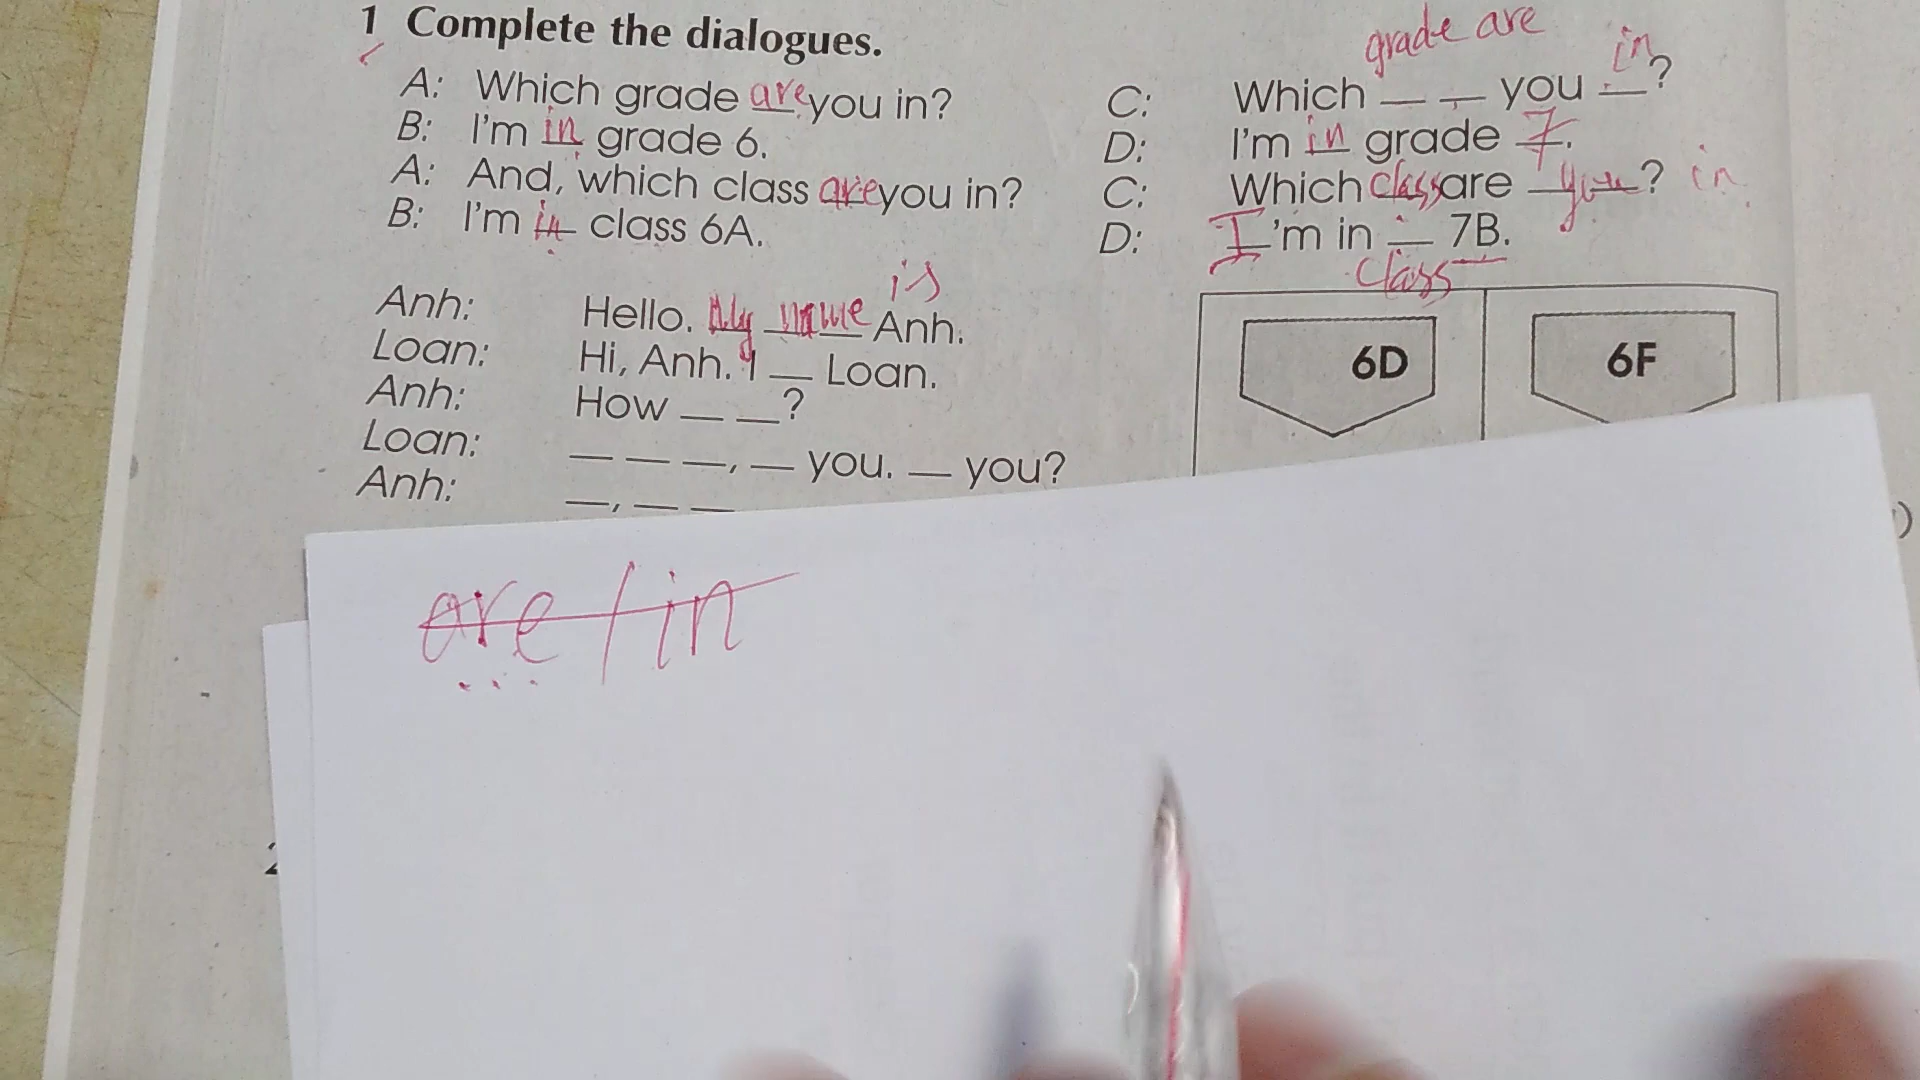 1 Complete the dialogues.
A: Which grade are you in?
B: I'm in grade 6.
A: And, which class are you in?
B: I'm in class 6A.
grade are in
C: Which _ _ you _?
D: I'm in grade 7.
C: Which class are you? in
D: I'm in _ 7B.
class
is
Anh: Hello. My name _ Anh.
Loan: Hi, Anh. I _ Loan.
Anh: How _ _?
Loan: _ _ _, _ you. _ you?
Anh: _, _ _
6D
6F
)
are / in